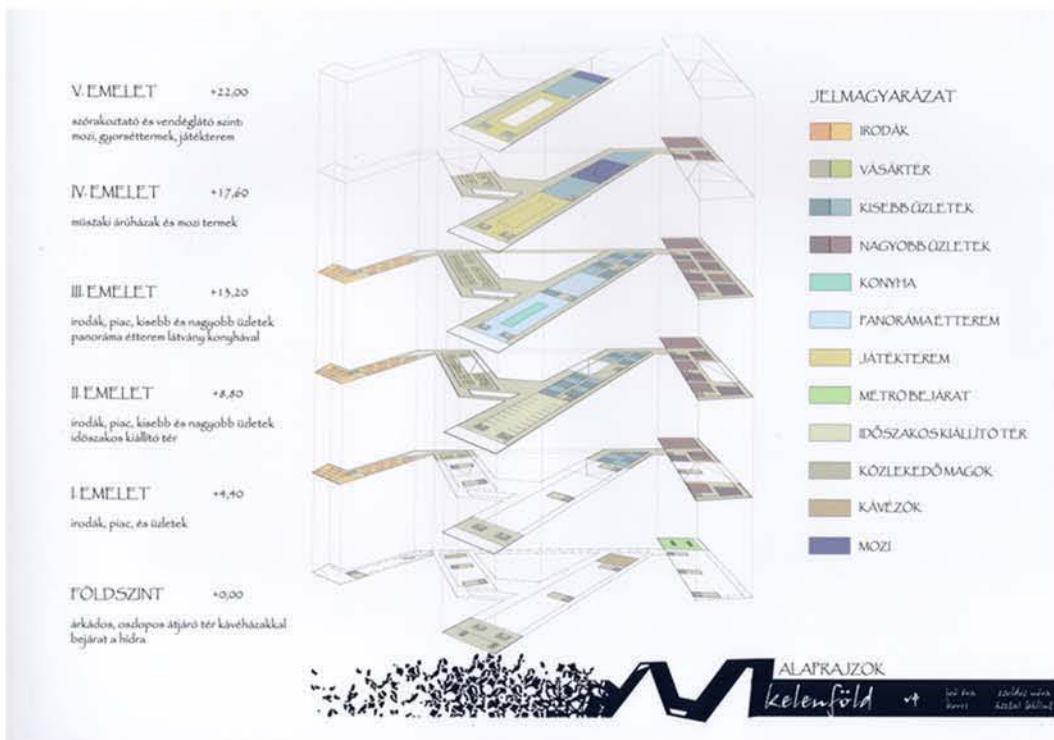 V. EMELET +22,00
szórakoztató és vendéglátó szint:
mozi, gyorséttermek, játékterem
IV. EMELET +17,60
műszaki áruházak és mozi termek
III. EMELET +13,20
irodák, piac, kisebb és nagyobb üzletek
panoráma étterem látvány konyhával
II. EMELET +8,80
irodák, piac, kisebb és nagyobb üzletek
időszakos kiállító tér
I. EMELET +4,40
irodák, piac, és üzletek
FÖLDSZINT +0,00
árkádos, oszlopos átjáró tér kávéházakkal
bejárat a hídra
JELMAGYARÁZAT
IRODÁK
VÁSÁRTÉR
KISEBB ÜZLETEK
NAGYOBB ÜZLETEK
KONYHA
PANORÁMA ÉTTEREM
JÁTÉKTEREM
METRÓ BEJÁRAT
IDŐSZAKOS KIÁLLÍTÓ TÉR
KÖZLEKEDŐ MAGOK
KÁVÉZÓK
MOZI
ALAPRAJZOK
kelenföld